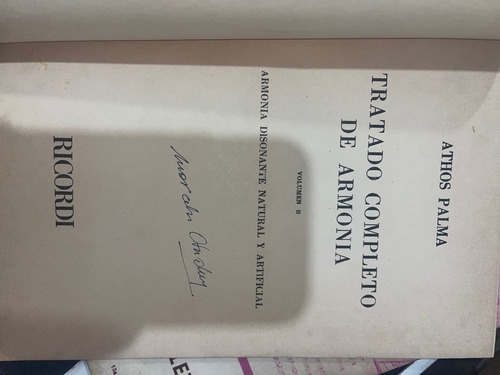 ATHOS PALMA
TRATADO COMPLETO
DE ARMONIA
VOLUMEN II
ARMONIA DISONANTE NATURAL Y ARTIFICIAL
RICORDI